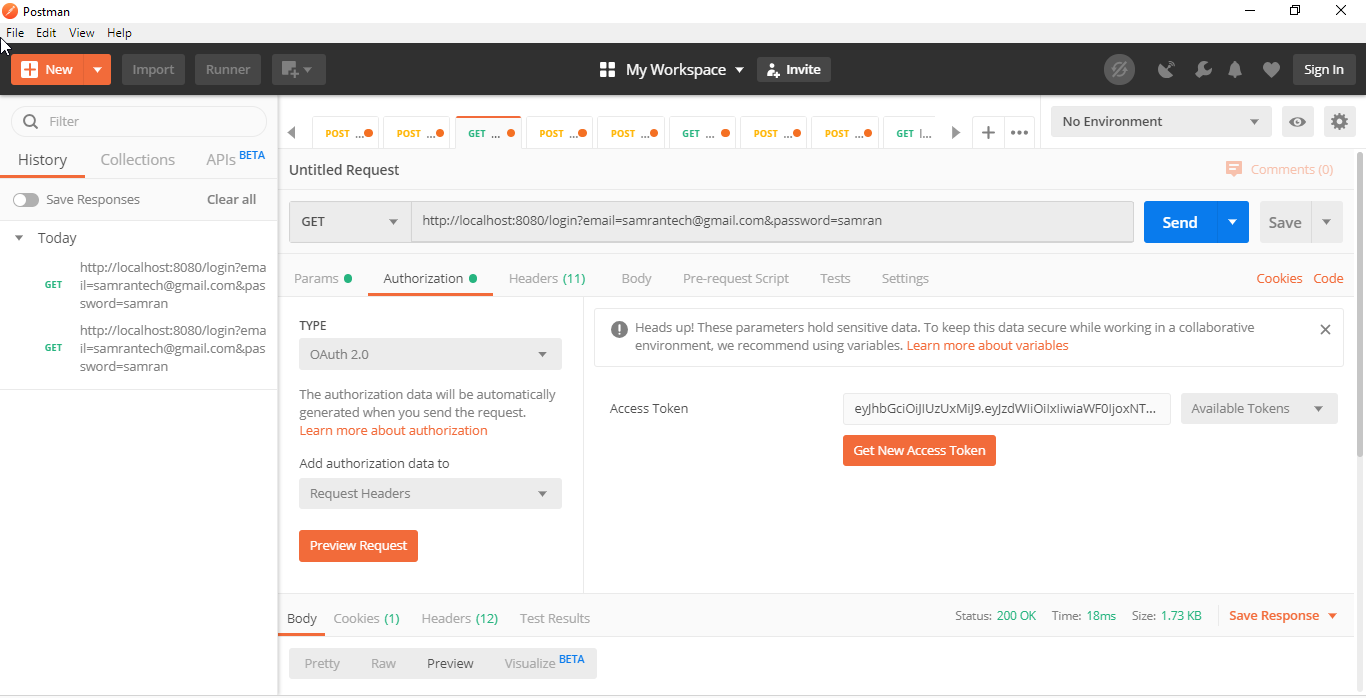 Postman
File Edit View Help
New Import Runner My Workspace Invite Sign In
Filter
History Collections APIs BETA
Save Responses Clear all
Today
GET http://localhost:8080/login?ema
il=samrantech@gmail.com&pas
sword=samran
GET http://localhost:8080/login?ema
il=samrantech@gmail.com&pas
sword=samran
POST ... POST ... GET ... POST ... POST ... GET ... POST ... POST ... GET l... No Environment
Untitled Request Comments (0)
GET http://localhost:8080/login?email=samrantech@gmail.com&password=samran Send Save
Params Authorization Headers (11) Body Pre-request Script Tests Settings Cookies Code
TYPE
OAuth 2.0
The authorization data will be automatically
generated when you send the request.
Learn more about authorization
Add authorization data to
Request Headers
Preview Request
Heads up! These parameters hold sensitive data. To keep this data secure while working in a collaborative
environment, we recommend using variables. Learn more about variables
Access Token eyJhbGciOiJIUzUxMiJ9.eyJzdWIiOiIxIiwiaWF0IjoxNT... Available Tokens
Get New Access Token
Body Cookies (1) Headers (12) Test Results Status: 200 OK Time: 18ms Size: 1.73 KB Save Response
Pretty Raw Preview Visualize BETA